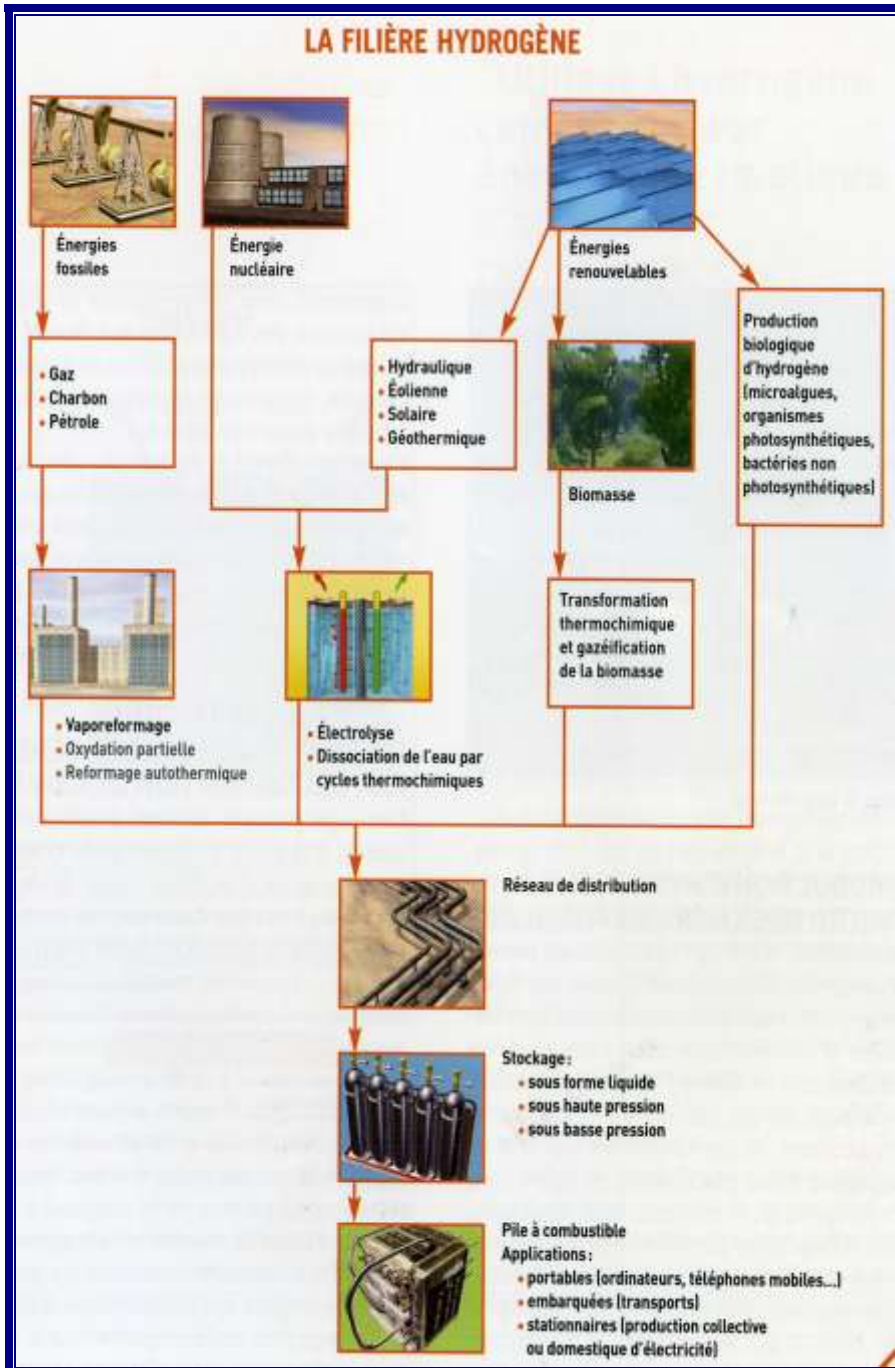 LA FILIÈRE HYDROGÈNE
Énergies
fossiles
Énergie
nucléaire
Énergies
renouvelables
• Gaz
• Charbon
• Pétrole
• Hydraulique
• Éolienne
• Solaire
• Géothermique
Biomasse
Production
biologique
d'hydrogène
(microalgues,
organismes
photosynthétiques,
bactéries non
photosynthétiques)
• Vaporeformage
• Oxydation partielle
• Reformage autothermique
• Électrolyse
• Dissociation de l'eau par
cycles thermochimiques
Transformation
thermochimique
et gazéification
de la biomasse
Réseau de distribution
Stockage :
• sous forme liquide
• sous haute pression
• sous basse pression
Pile à combustible
Applications :
• portables (ordinateurs, téléphones mobiles...)
• embarquées (transports)
• stationnaires (production collective
ou domestique d'électricité)